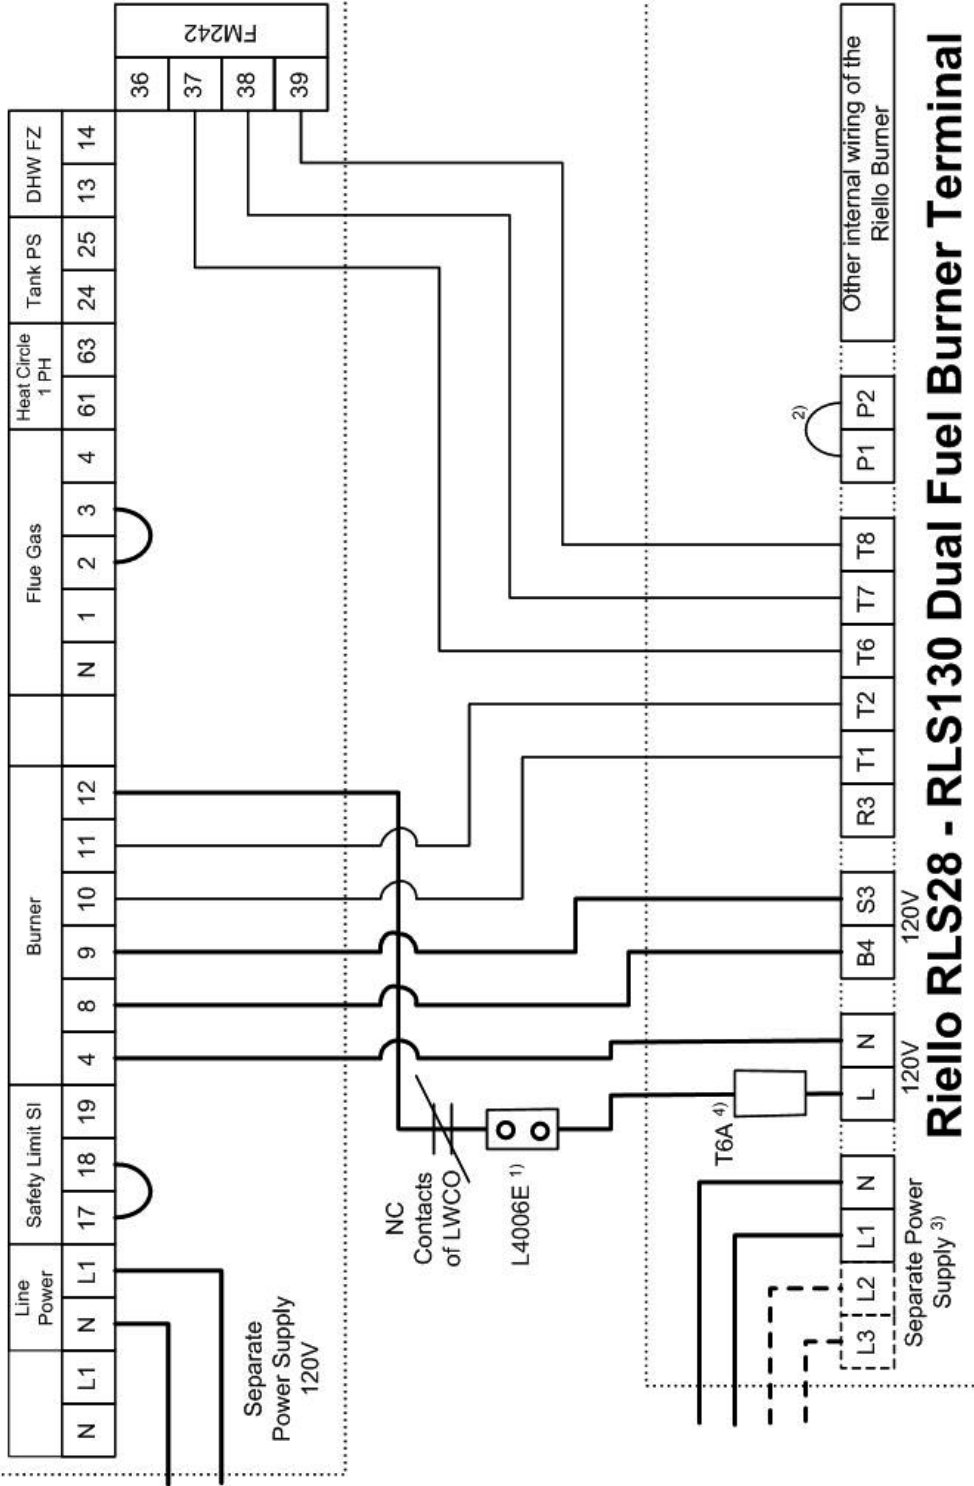 Line
Power
Safety Limit SI
Burner
Flue Gas
Heat Circle
1 PH
Tank PS
DHW FZ
N L1 N L1 17 18 19 4 8 9 10 11 12 N 1 2 3 4 61 63 24 25 13 14
FM242
36
37
38
39
Separate
Power Supply
120V
NC
Contacts
of LWCO
L4006E 1)
T6A 4)
2)
L3 L2 L1 N L N B4 S3 R3 T1 T2 T6 T7 T8 P1 P2
Other internal wiring of the
Riello Burner
Separate Power
Supply 3)
120V
120V
Riello RLS28 - RLS130 Dual Fuel Burner Terminal